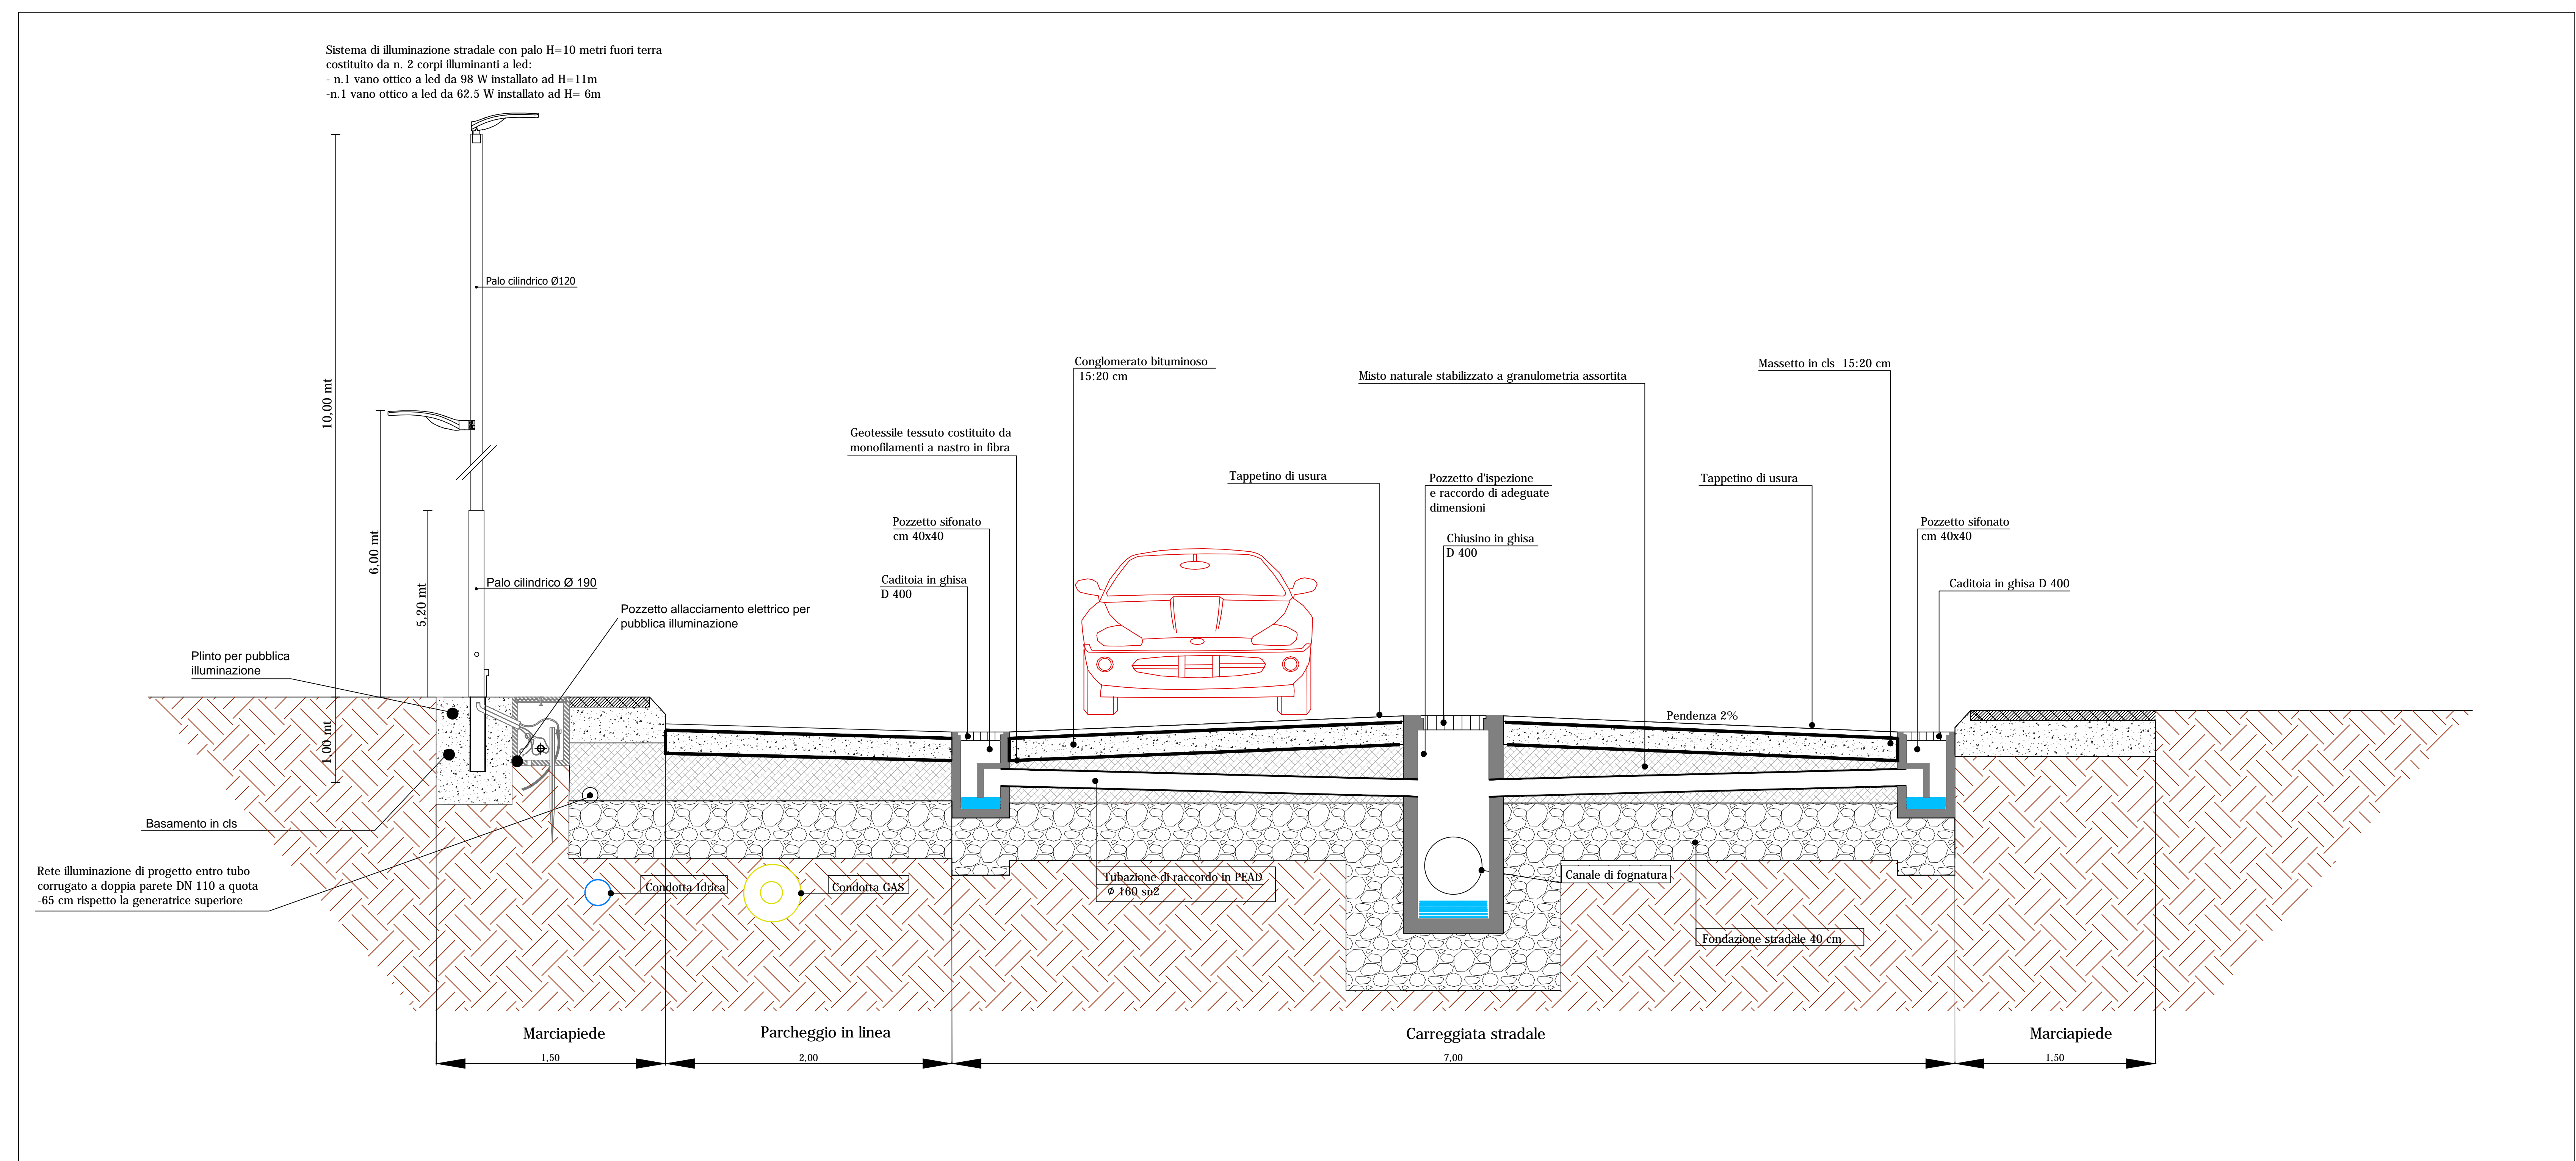 Sistema di illuminazione stradale con palo H=10 metri fuori terra
costituito da n. 2 corpi illuminanti a led:
- n.1 vano ottico a led da 98 W installato ad H=11m
-n.1 vano ottico a led da 62.5 W installato ad H= 6m
Palo cilindrico Ø120
10,00 mt
6,00 mt
5,20 mt
1,00 mt
Palo cilindrico Ø 190
Pozzetto allacciamento elettrico per
pubblica illuminazione
Plinto per pubblica
illuminazione
Basamento in cls
Rete illuminazione di progetto entro tubo
corrugato a doppia parete DN 110 a quota
-65 cm rispetto la generatrice superiore
Conglomerato bituminoso
15:20 cm
Misto naturale stabilizzato a granulometria assortita
Massetto in cls 15:20 cm
Geotessile tessuto costituito da
monofilamenti a nastro in fibra
Tappetino di usura
Pozzetto d'ispezione
e raccordo di adeguate
dimensioni
Tappetino di usura
Pozzetto sifonato
cm 40x40
Chiusino in ghisa
D 400
Pozzetto sifonato
cm 40x40
Caditoia in ghisa
D 400
Caditoia in ghisa D 400
Pendenza 2%
Condotta Idrica
Condotta GAS
Tubazione di raccordo in PEAD
⌀ 160 sn2
Canale di fognatura
Fondazione stradale 40 cm
Marciapiede
Parcheggio in linea
Carreggiata stradale
Marciapiede
1,50
2,00
7,00
1,50